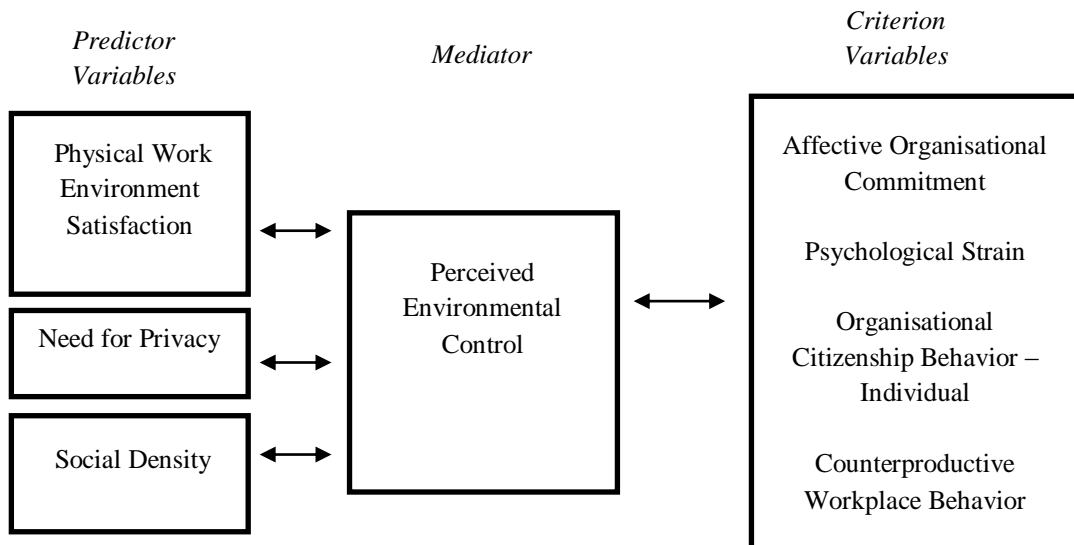 Predictor
Variables
Mediator
Criterion
Variables
Physical Work
Environment
Satisfaction
Need for Privacy
Social Density
Perceived
Environmental
Control
Affective Organisational
Commitment
Psychological Strain
Organisational
Citizenship Behavior –
Individual
Counterproductive
Workplace Behavior